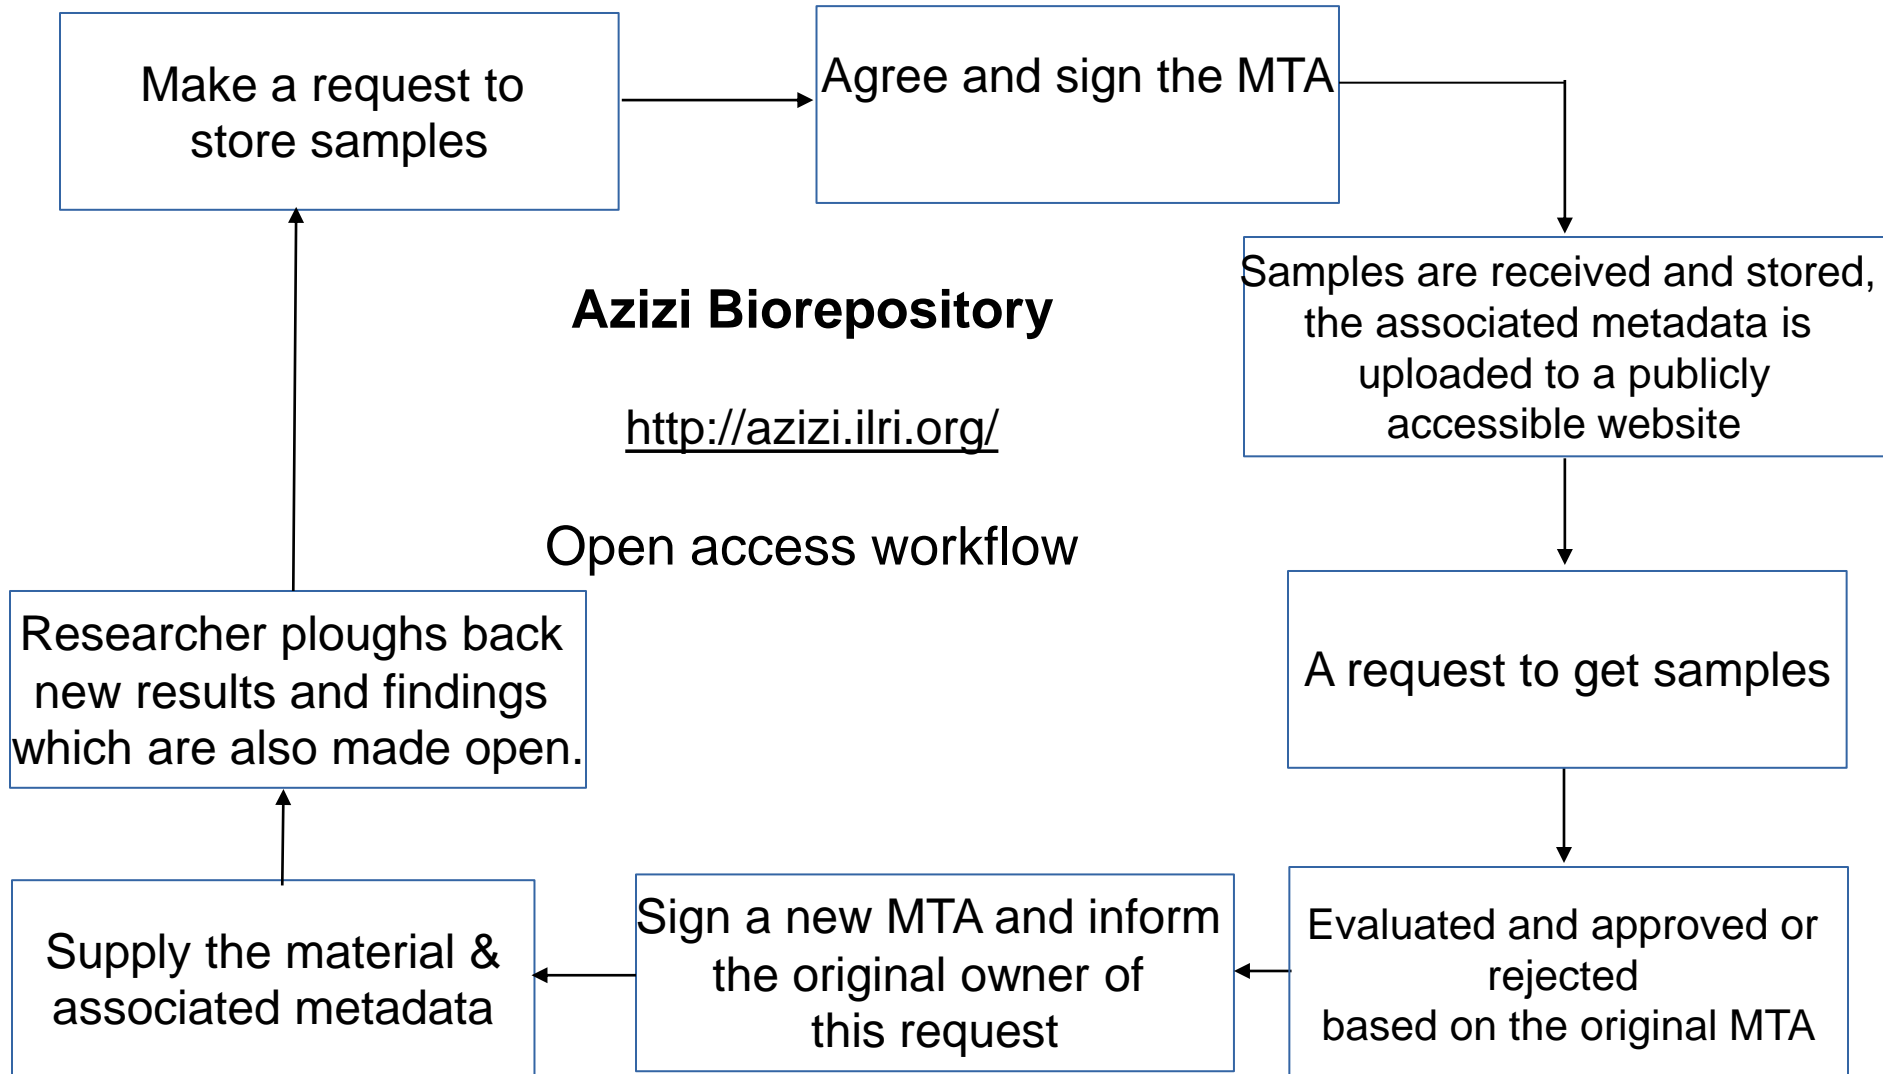 Make a request to
store samples
Agree and sign the MTA
Samples are received and stored,
the associated metadata is
uploaded to a publicly
accessible website
Azizi Biorepository
http://azizi.ilri.org/
Open access workflow
A request to get samples
Evaluated and approved or
rejected
based on the original MTA
Sign a new MTA and inform
the original owner of
this request
Supply the material &
associated metadata
Researcher ploughs back
new results and findings
which are also made open.